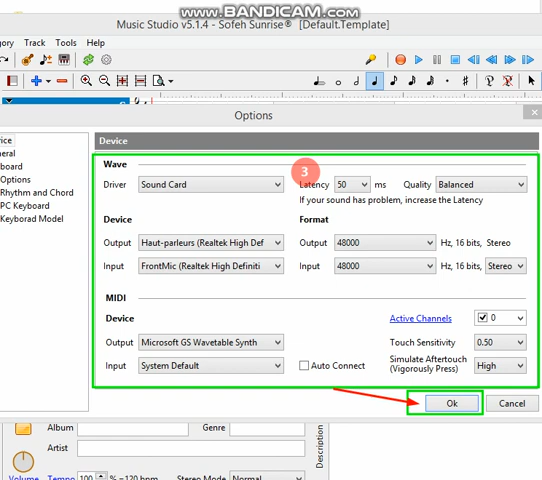 www.BANDICAM.com
Music Studio v5.1.4 - Sofeh Sunrise® [Default.Template]
gory Track Tools Help
Options
vice
neral
board
Options
Rhythm and Chord
PC Keyboard
Keyborad Model
Device
Wave
3
Driver Sound Card Latency 50 ms Quality Balanced
If your sound has problem, increase the Latency
Device Format
Output Haut-parleurs (Realtek High Def Output 48000 Hz, 16 bits, Stereo
Input FrontMic (Realtek High Definiti Input 48000 Hz, 16 bits, Stereo
MIDI
Device Active Channels 0
Output Microsoft GS Wavetable Synth Touch Sensitivity 0.50
Input System Default Auto Connect Simulate Aftertouch
(Vigorously Press) High
Ok Cancel
Album Genre
Artist
Description
Volume Tempo 100 % =120 bpm Stereo Mode Normal